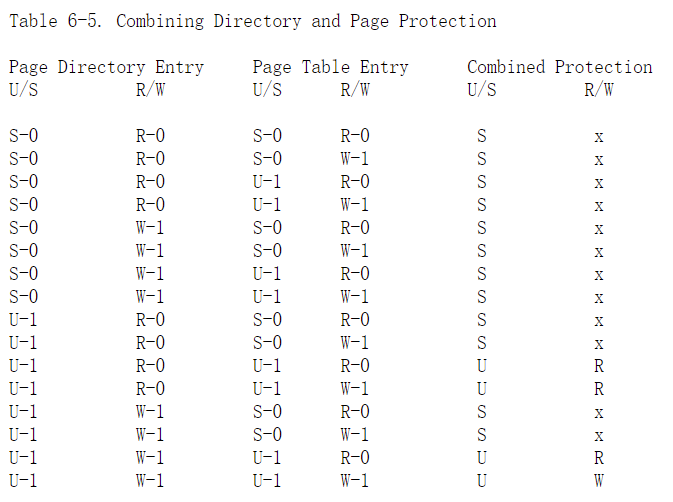 Table 6-5. Combining Directory and Page Protection
Page Directory Entry Page Table Entry Combined Protection
U/S R/W U/S R/W U/S R/W
S-0 R-0 S-0 R-0 S x
S-0 R-0 S-0 W-1 S x
S-0 R-0 U-1 R-0 S x
S-0 R-0 U-1 W-1 S x
S-0 W-1 S-0 R-0 S x
S-0 W-1 S-0 W-1 S x
S-0 W-1 U-1 R-0 S x
S-0 W-1 U-1 W-1 S x
U-1 R-0 S-0 R-0 S x
U-1 R-0 S-0 W-1 S x
U-1 R-0 U-1 R-0 U R
U-1 R-0 U-1 W-1 U R
U-1 W-1 S-0 R-0 S x
U-1 W-1 S-0 W-1 S x
U-1 W-1 U-1 R-0 U R
U-1 W-1 U-1 W-1 U W